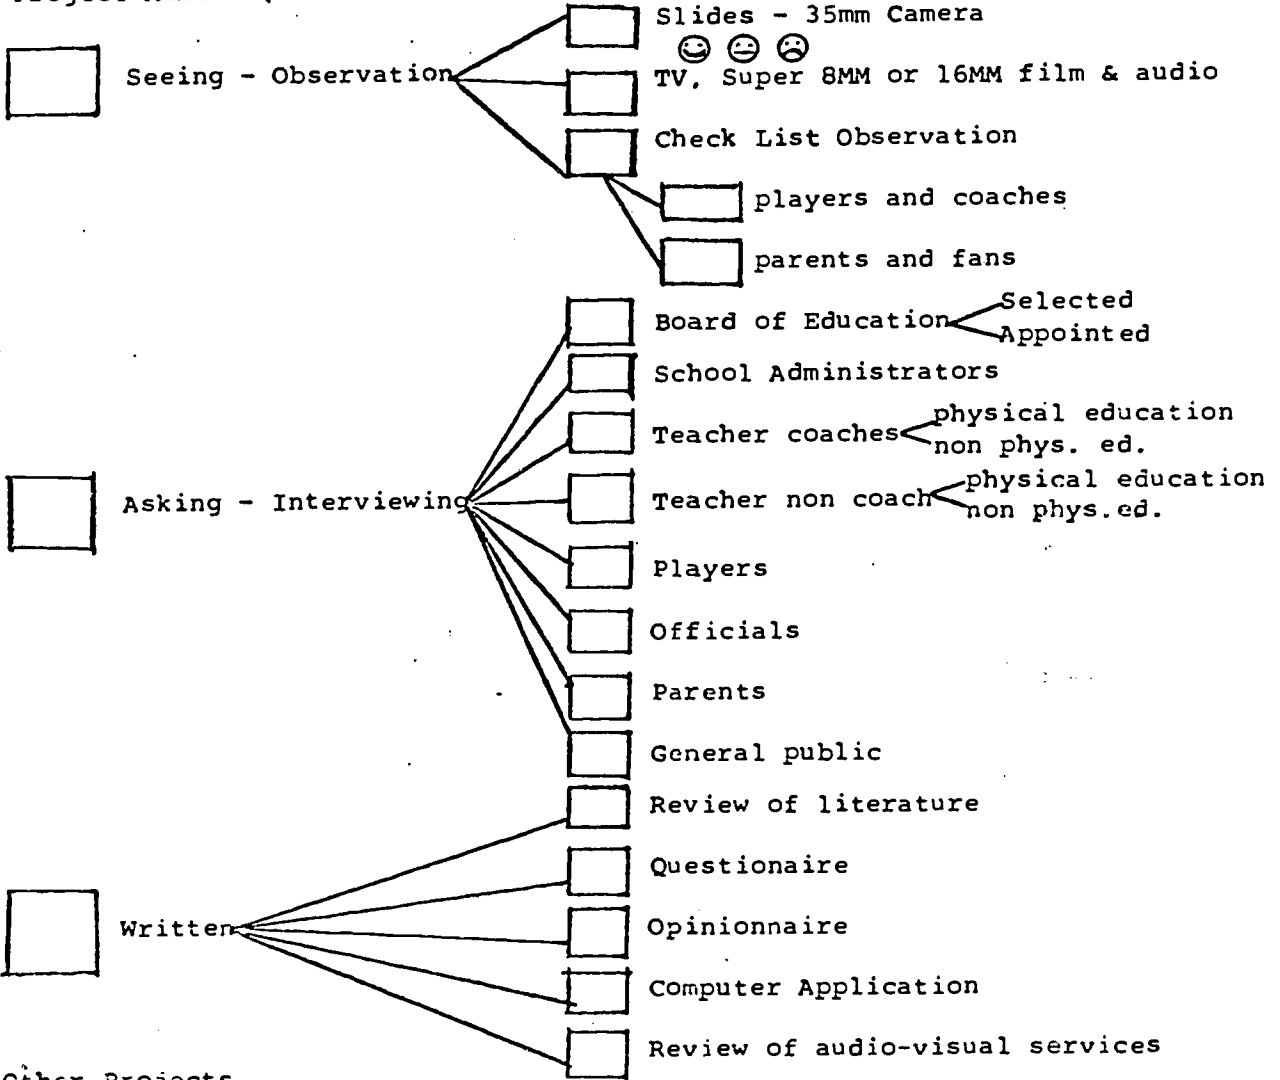 Slides - 35mm Camera
Seeing - Observation
TV, Super 8MM or 16MM film & audio
Check List Observation
players and coaches
parents and fans
Board of Education
Selected
Appointed
School Administrators
Teacher coaches
physical education
non phys. ed.
Asking - Interviewing
Teacher non coach
physical education
non phys.ed.
Players
Officials
Parents
General public
Review of literature
Questionaire
Written
Opinionnaire
Computer Application
Review of audio-visual services
Other Projects